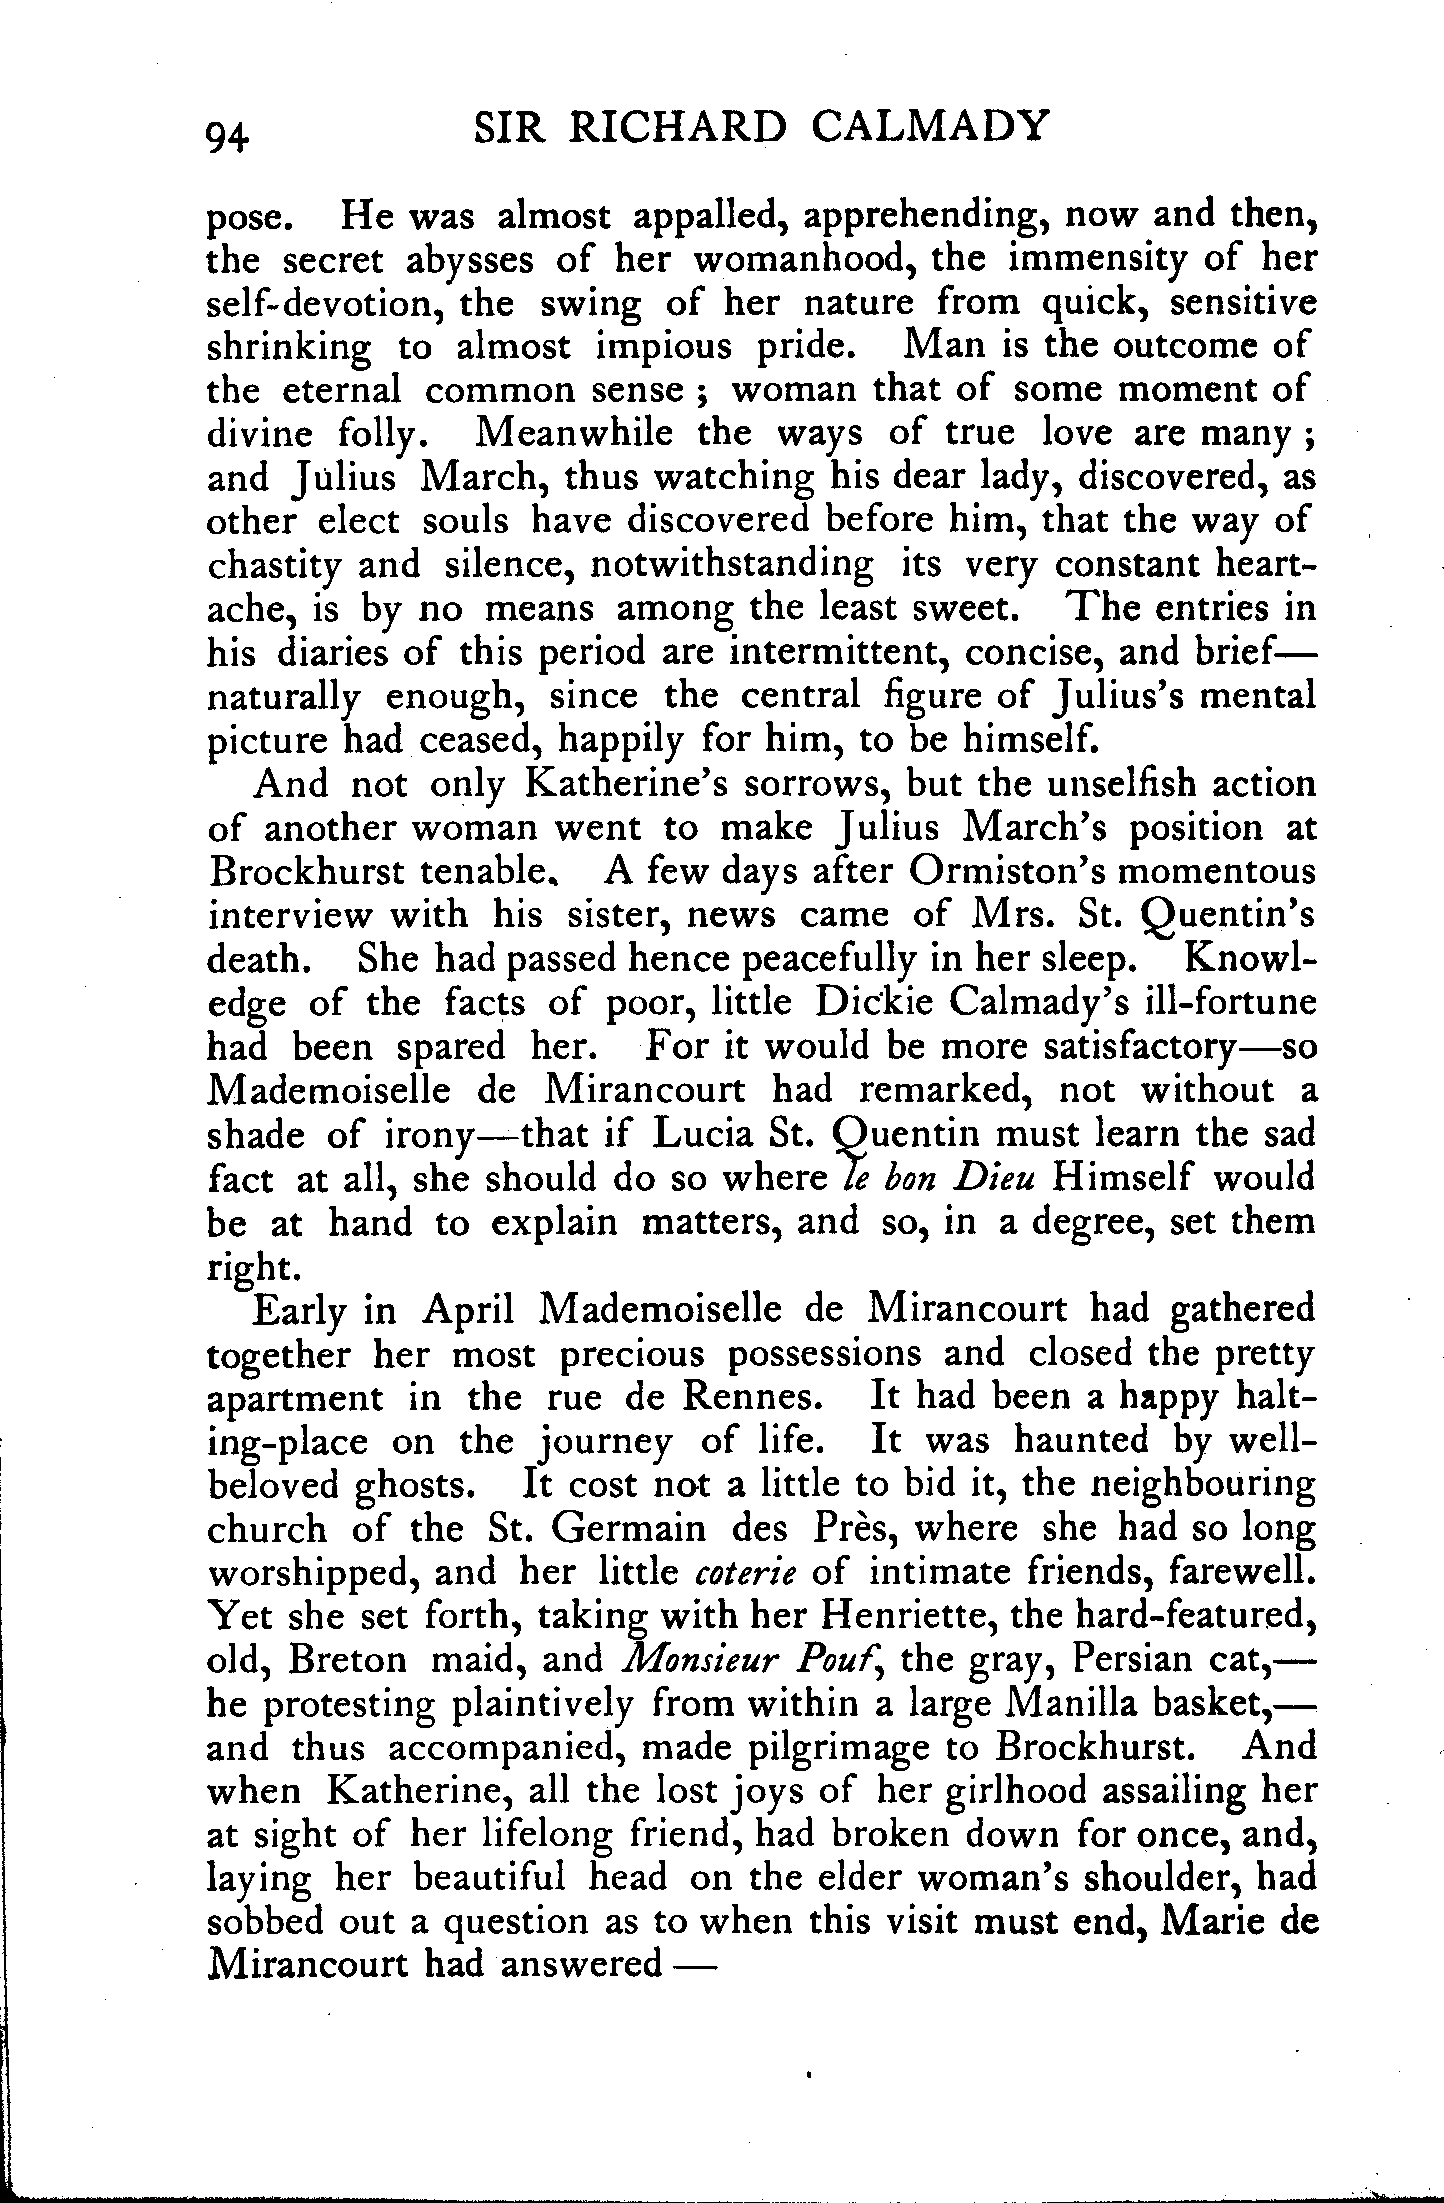 94 SIR RICHARD CALMADY
pose. He was almost appalled, apprehending, now and then,
the secret abysses of her womanhood, the immensity of her
self-devotion, the swing of her nature from quick, sensitive
shrinking to almost impious pride. Man is the outcome of
the eternal common sense ; woman that of some moment of
divine folly. Meanwhile the ways of true love are many ;
and Julius March, thus watching his dear lady, discovered, as
other elect souls have discovered before him, that the way of
chastity and silence, notwithstanding its very constant heart-
ache, is by no means among the least sweet. The entries in
his diaries of this period are intermittent, concise, and brief—
naturally enough, since the central figure of Julius's mental
picture had ceased, happily for him, to be himself.
And not only Katherine's sorrows, but the unselfish action
of another woman went to make Julius March's position at
Brockhurst tenable. A few days after Ormiston's momentous
interview with his sister, news came of Mrs. St. Quentin's
death. She had passed hence peacefully in her sleep. Knowl-
edge of the facts of poor, little Dickie Calmady's ill-fortune
had been spared her. For it would be more satisfactory—so
Mademoiselle de Mirancourt had remarked, not without a
shade of irony—that if Lucia St. Quentin must learn the sad
fact at all, she should do so where le bon Dieu Himself would
be at hand to explain matters, and so, in a degree, set them
right.
Early in April Mademoiselle de Mirancourt had gathered
together her most precious possessions and closed the pretty
apartment in the rue de Rennes. It had been a happy halt-
ing-place on the journey of life. It was haunted by well-
beloved ghosts. It cost not a little to bid it, the neighbouring
church of the St. Germain des Près, where she had so long
worshipped, and her little coterie of intimate friends, farewell.
Yet she set forth, taking with her Henriette, the hard-featured,
old, Breton maid, and Monsieur Pouf, the gray, Persian cat,—
he protesting plaintively from within a large Manilla basket,—
and thus accompanied, made pilgrimage to Brockhurst. And
when Katherine, all the lost joys of her girlhood assailing her
at sight of her lifelong friend, had broken down for once, and,
laying her beautiful head on the elder woman's shoulder, had
sobbed out a question as to when this visit must end, Marie de
Mirancourt had answered —